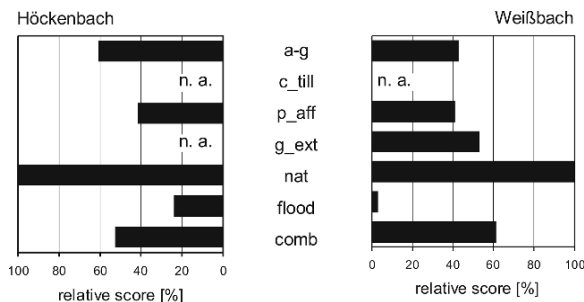 Höckenbach Weißbach
a-g
n. a. c_till n. a.
p_aff
n. a. g_ext
nat
flood
comb
100 80 60 40 20 0 0 20 40 60 80 100
relative score [%] relative score [%]